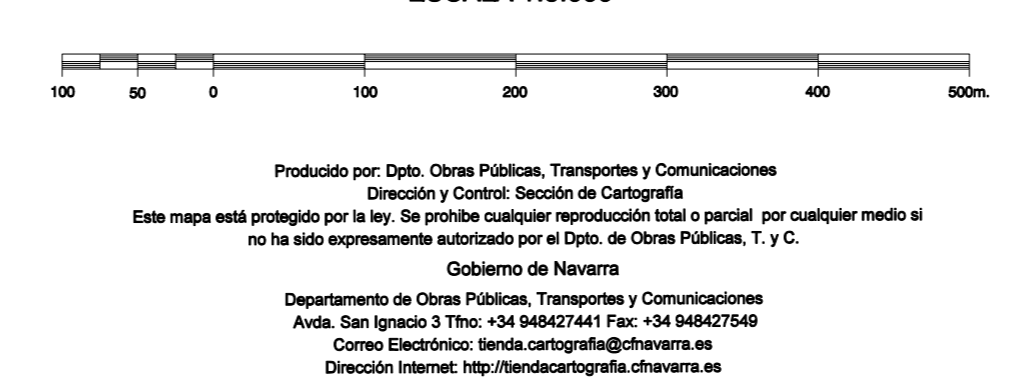 100 50 0 100 200 300 400 500m.
Producido por: Dpto. Obras Públicas, Transportes y Comunicaciones
Dirección y Control: Sección de Cartografía
Este mapa está protegido por la ley. Se prohibe cualquier reproducción total o parcial por cualquier medio si
no ha sido expresamente autorizado por el Dpto. de Obras Públicas, T. y C.
Gobierno de Navarra
Departamento de Obras Públicas, Transportes y Comunicaciones
Avda. San Ignacio 3 Tfno: +34 948427441 Fax: +34 948427549
Correo Electrónico: tienda.cartografia@cfnavarra.es
Dirección Internet: http://tiendacartografia.cfnavarra.es